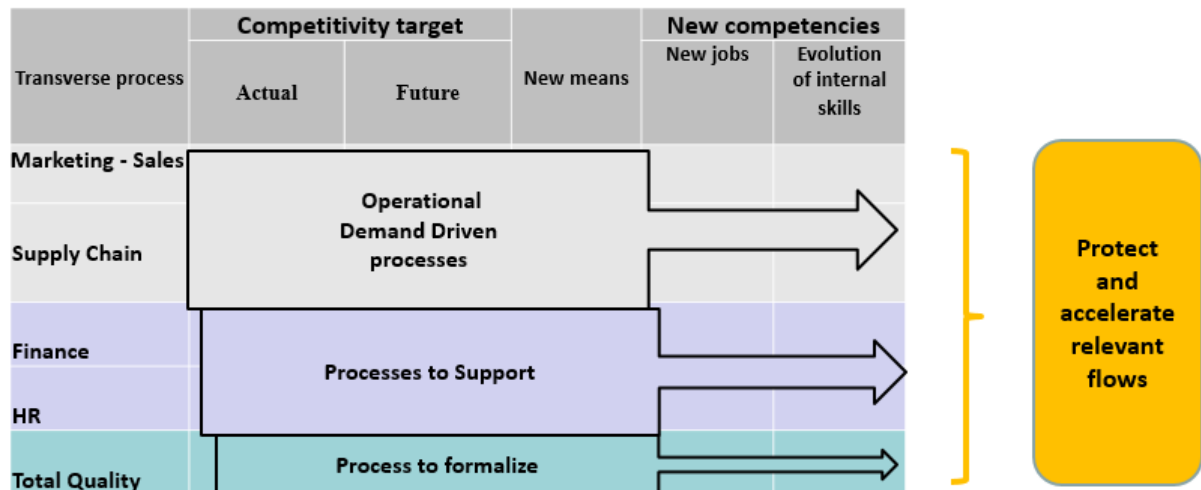 Competitivity target
New competencies
Transverse process
Actual
Future
New means
New jobs
Evolution
of internal
skills
Marketing - Sales
Supply Chain
Operational
Demand Driven
processes
Finance
HR
Processes to Support
Total Quality
Process to formalize
Protect
and
accelerate
relevant
flows